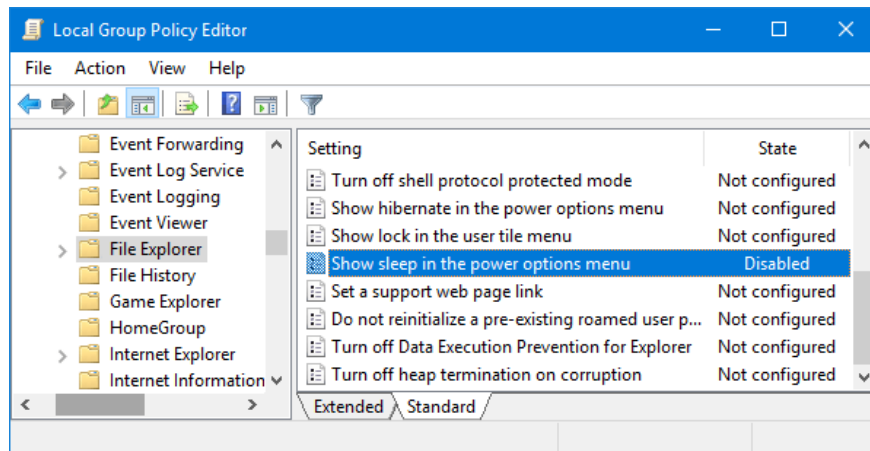 Local Group Policy Editor
File Action View Help
Event Forwarding
Event Log Service
Event Logging
Event Viewer
File Explorer
File History
Game Explorer
HomeGroup
Internet Explorer
Internet Information
Setting State
Turn off shell protocol protected mode Not configured
Show hibernate in the power options menu Not configured
Show lock in the user tile menu Not configured
Show sleep in the power options menu Disabled
Set a support web page link Not configured
Do not reinitialize a pre-existing roamed user p... Not configured
Turn off Data Execution Prevention for Explorer Not configured
Turn off heap termination on corruption Not configured
Extended Standard